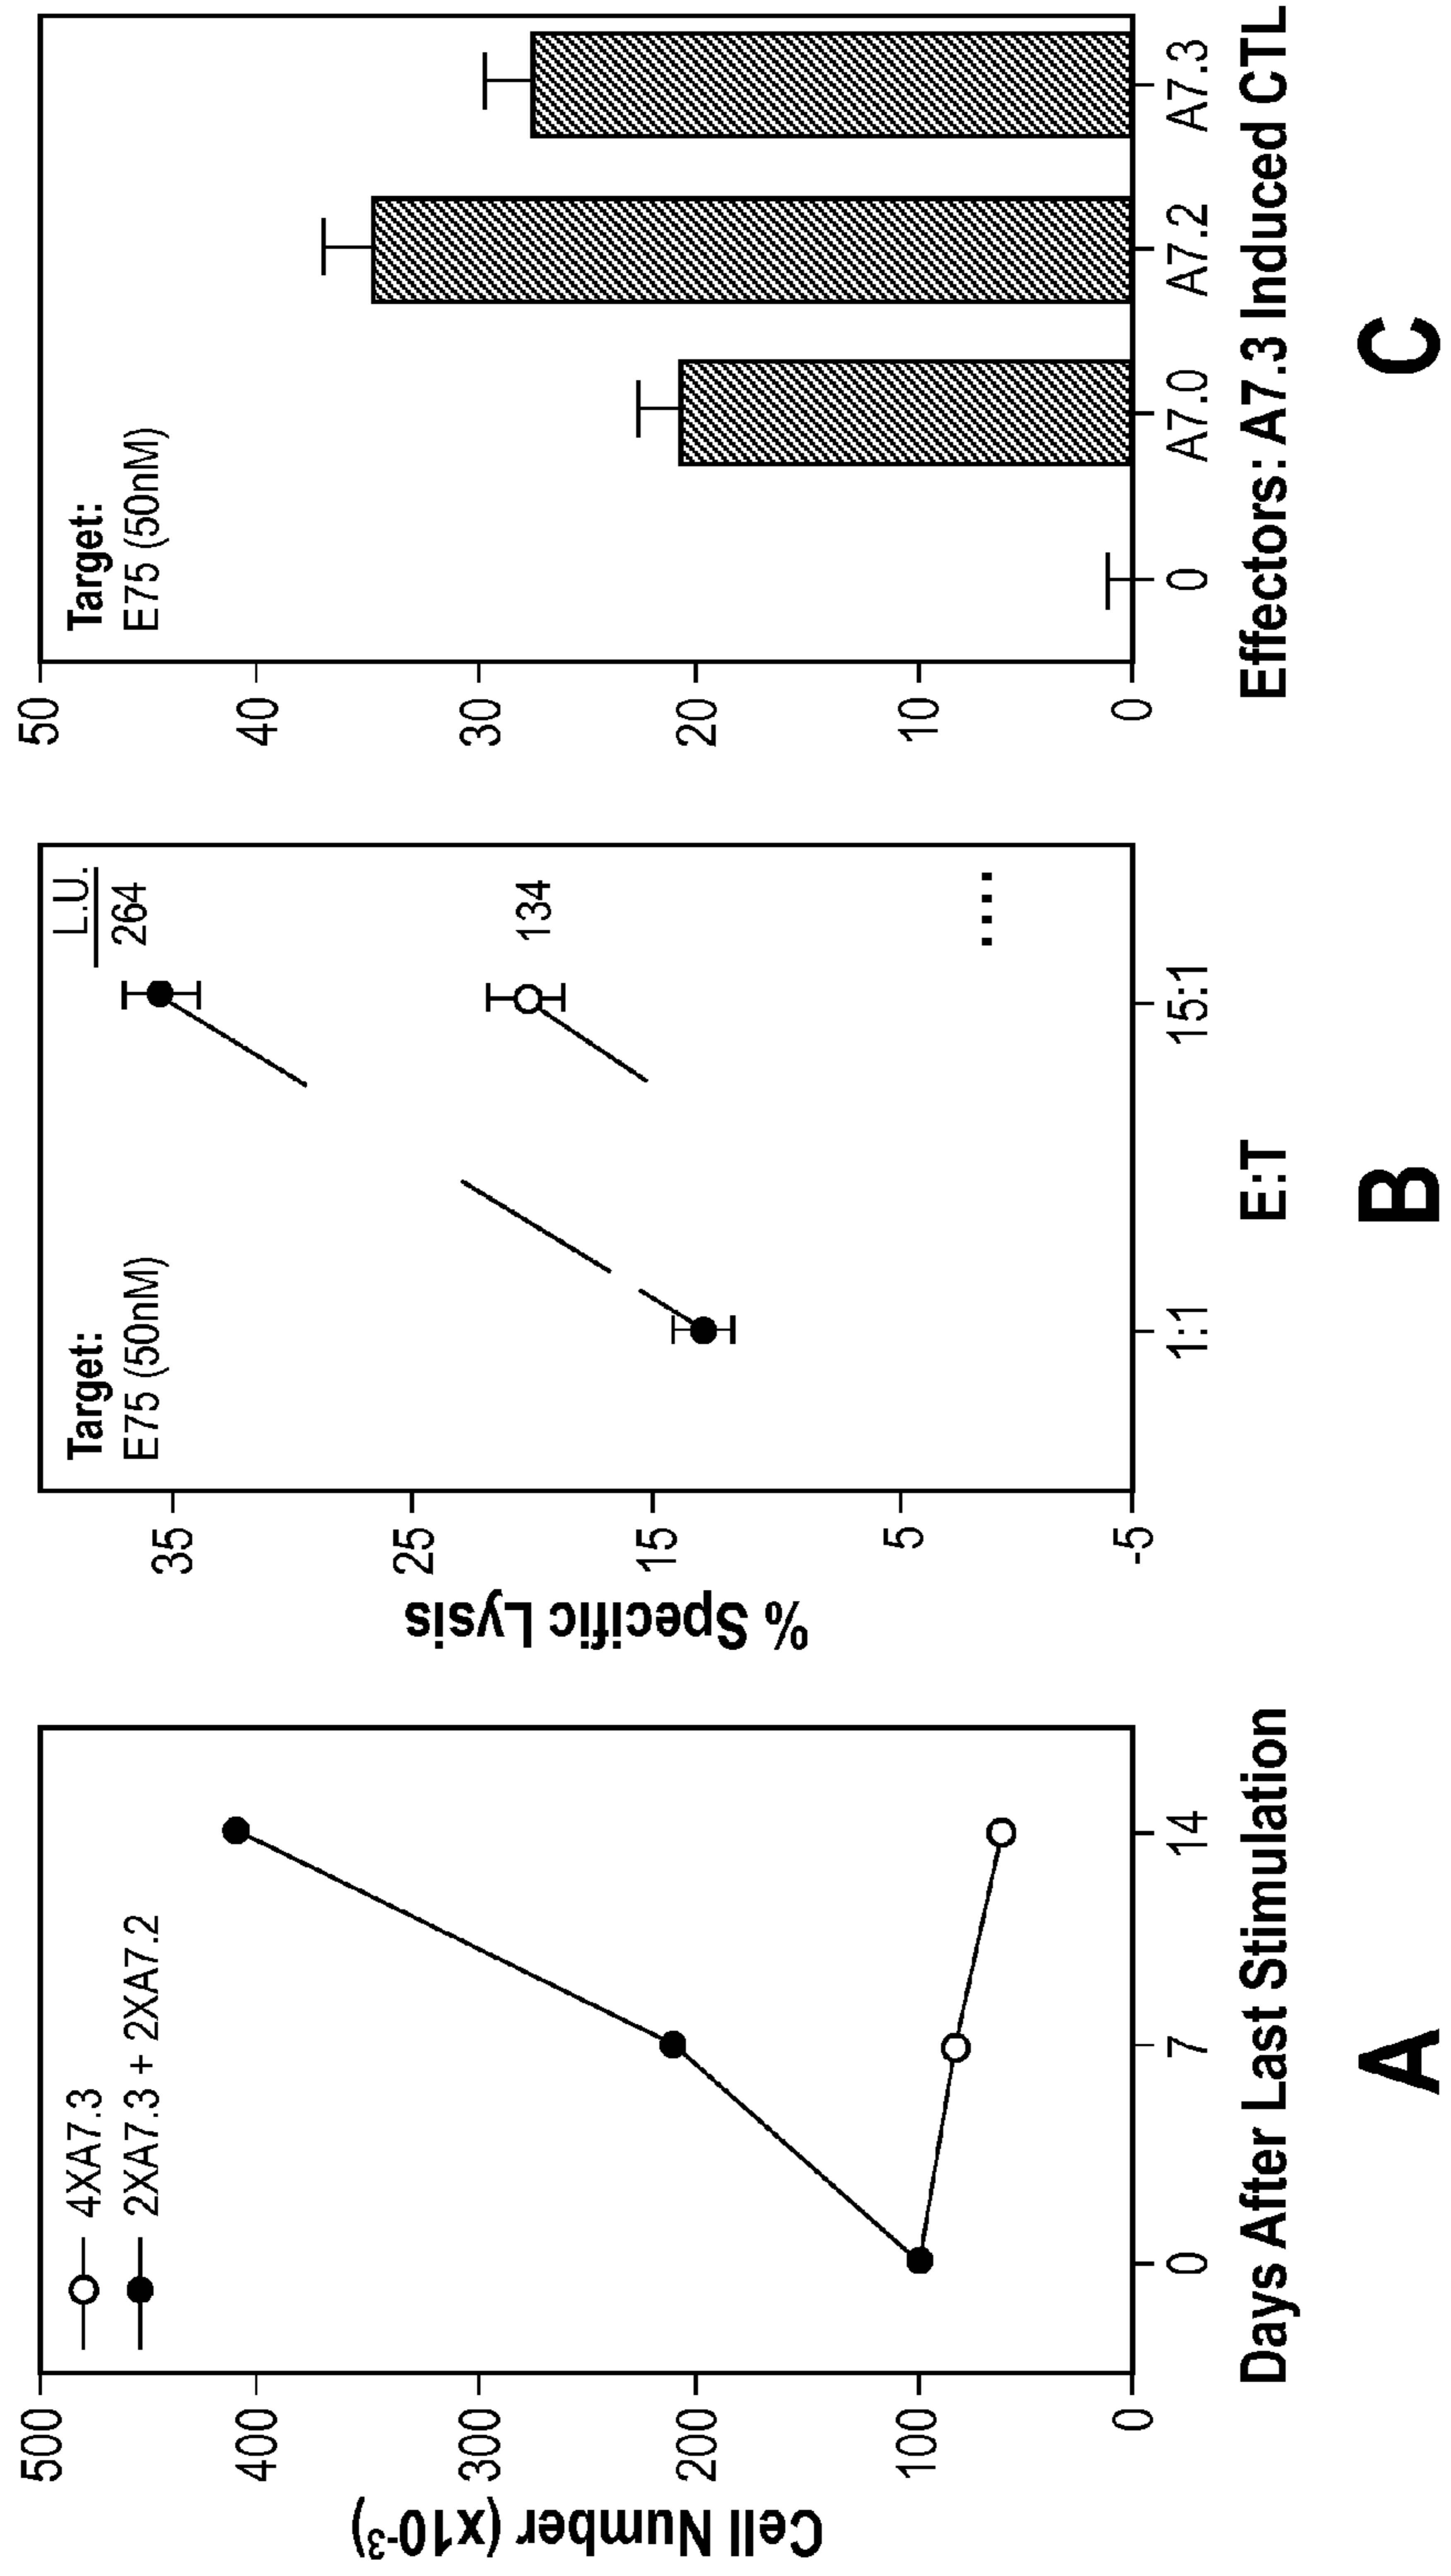 500
400
300
200
100
0
Cell Number (x10-3)
4XA7.3
2XA7.3 + 2XA7.2
0
7
14
Days After Last Stimulation
A
35
25
15
5
-5
% Specific Lysis
Target:
E75 (50nM)
L.U.
264
134
1:1
15:1
E:T
B
50
40
30
20
10
0
Target:
E75 (50nM)
0
A7.0
A7.2
A7.3
Effectors: A7.3 Induced CTL
C